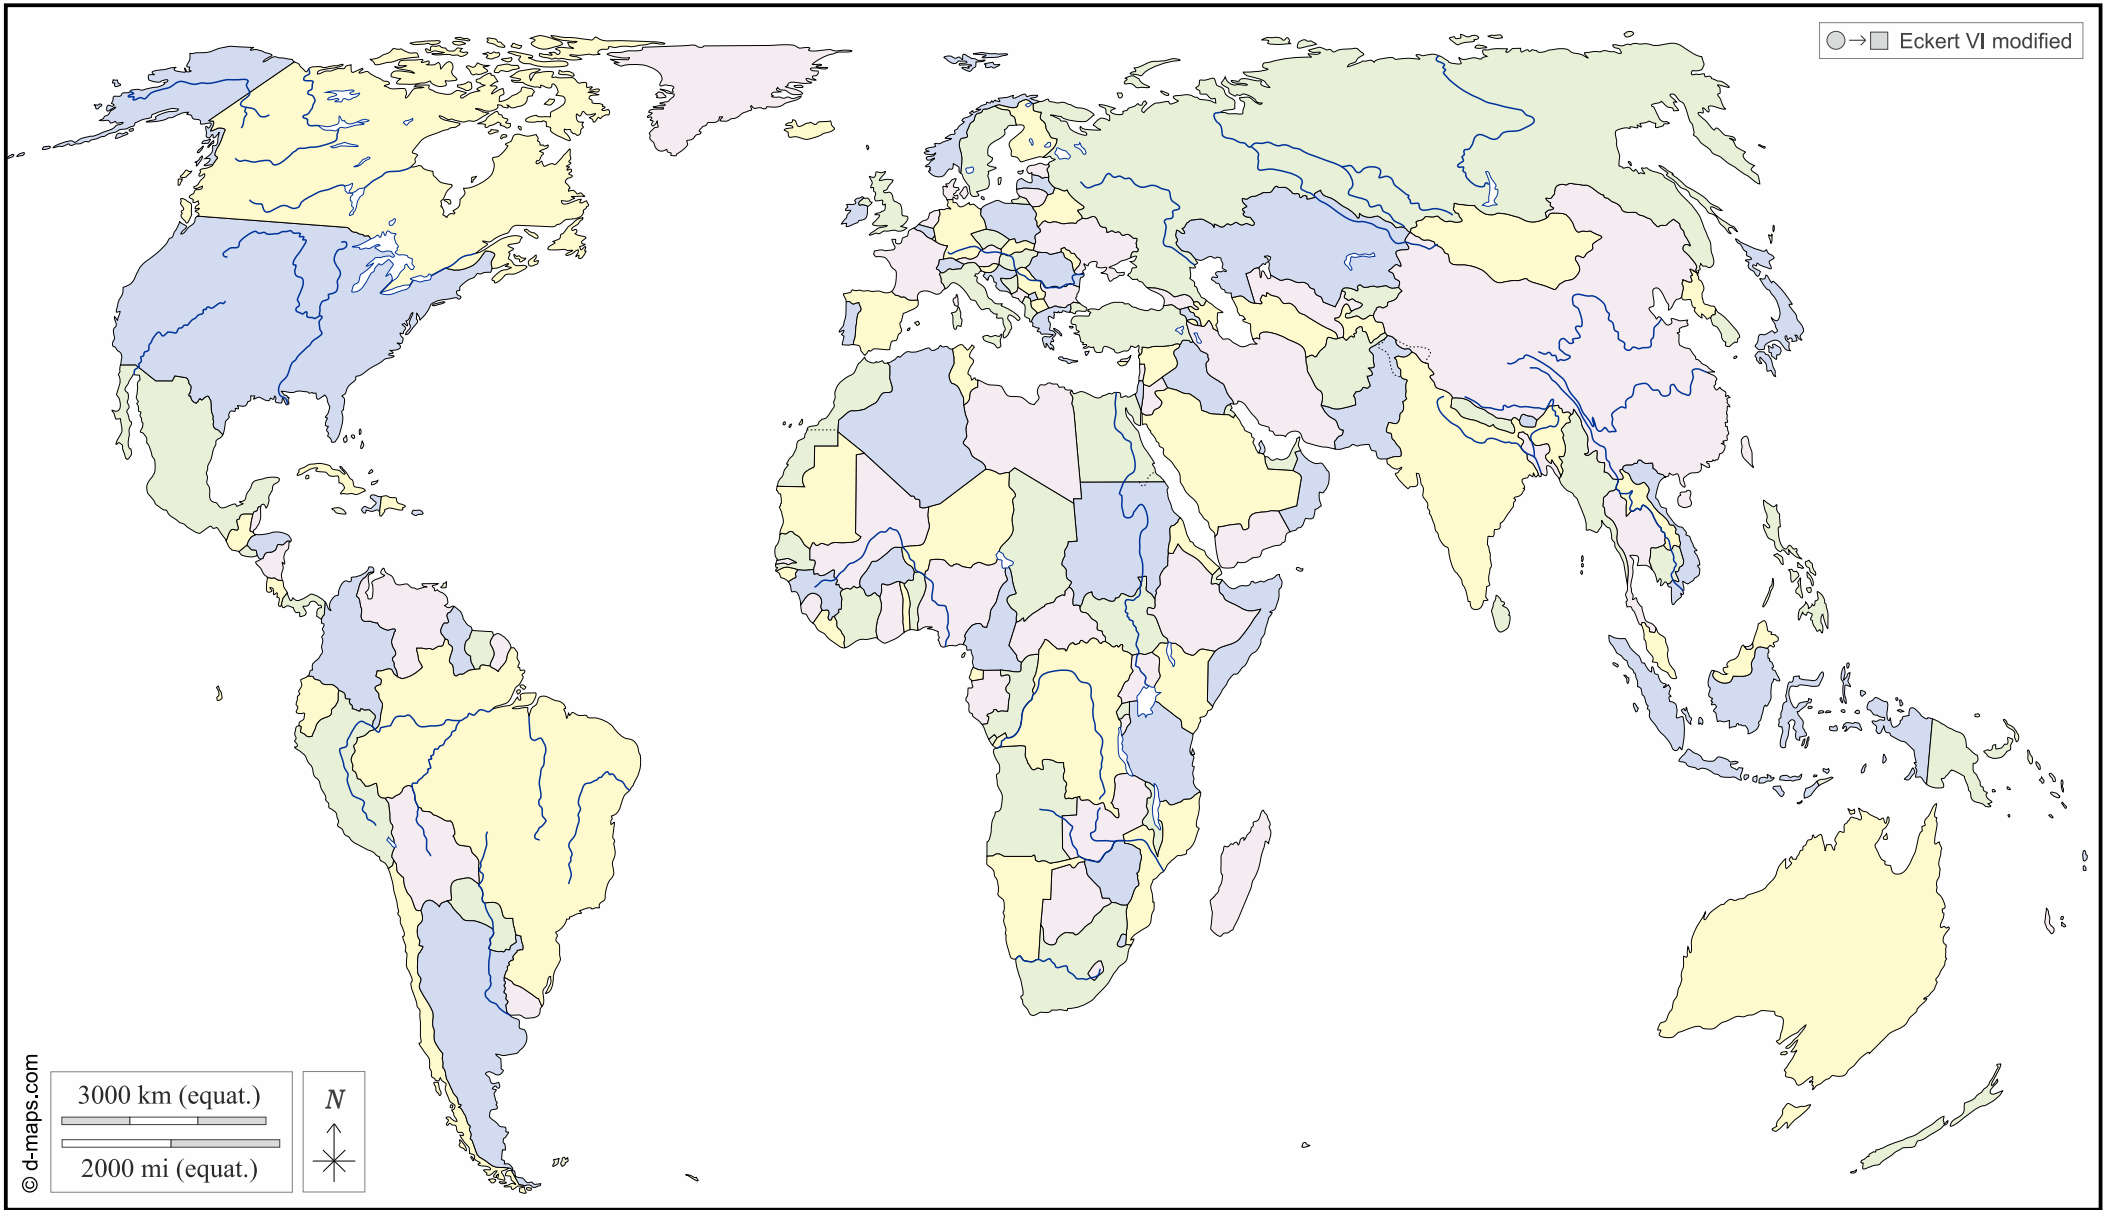 Eckert VI modified
3000 km (equat.)
2000 mi (equat.)
N
© d-maps.com